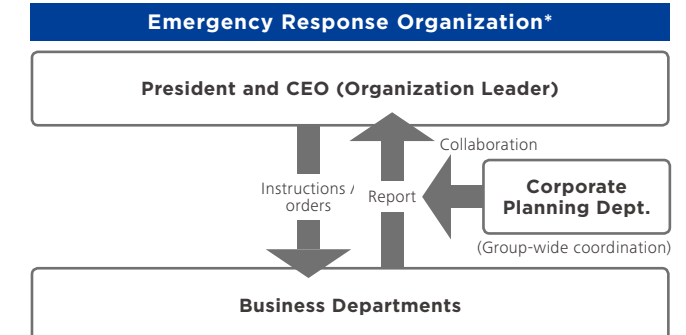 Emergency Response Organization*
President and CEO (Organization Leader)
Collaboration
Instructions /
orders
Report
Corporate
Planning Dept.
(Group-wide coordination)
Business Departments